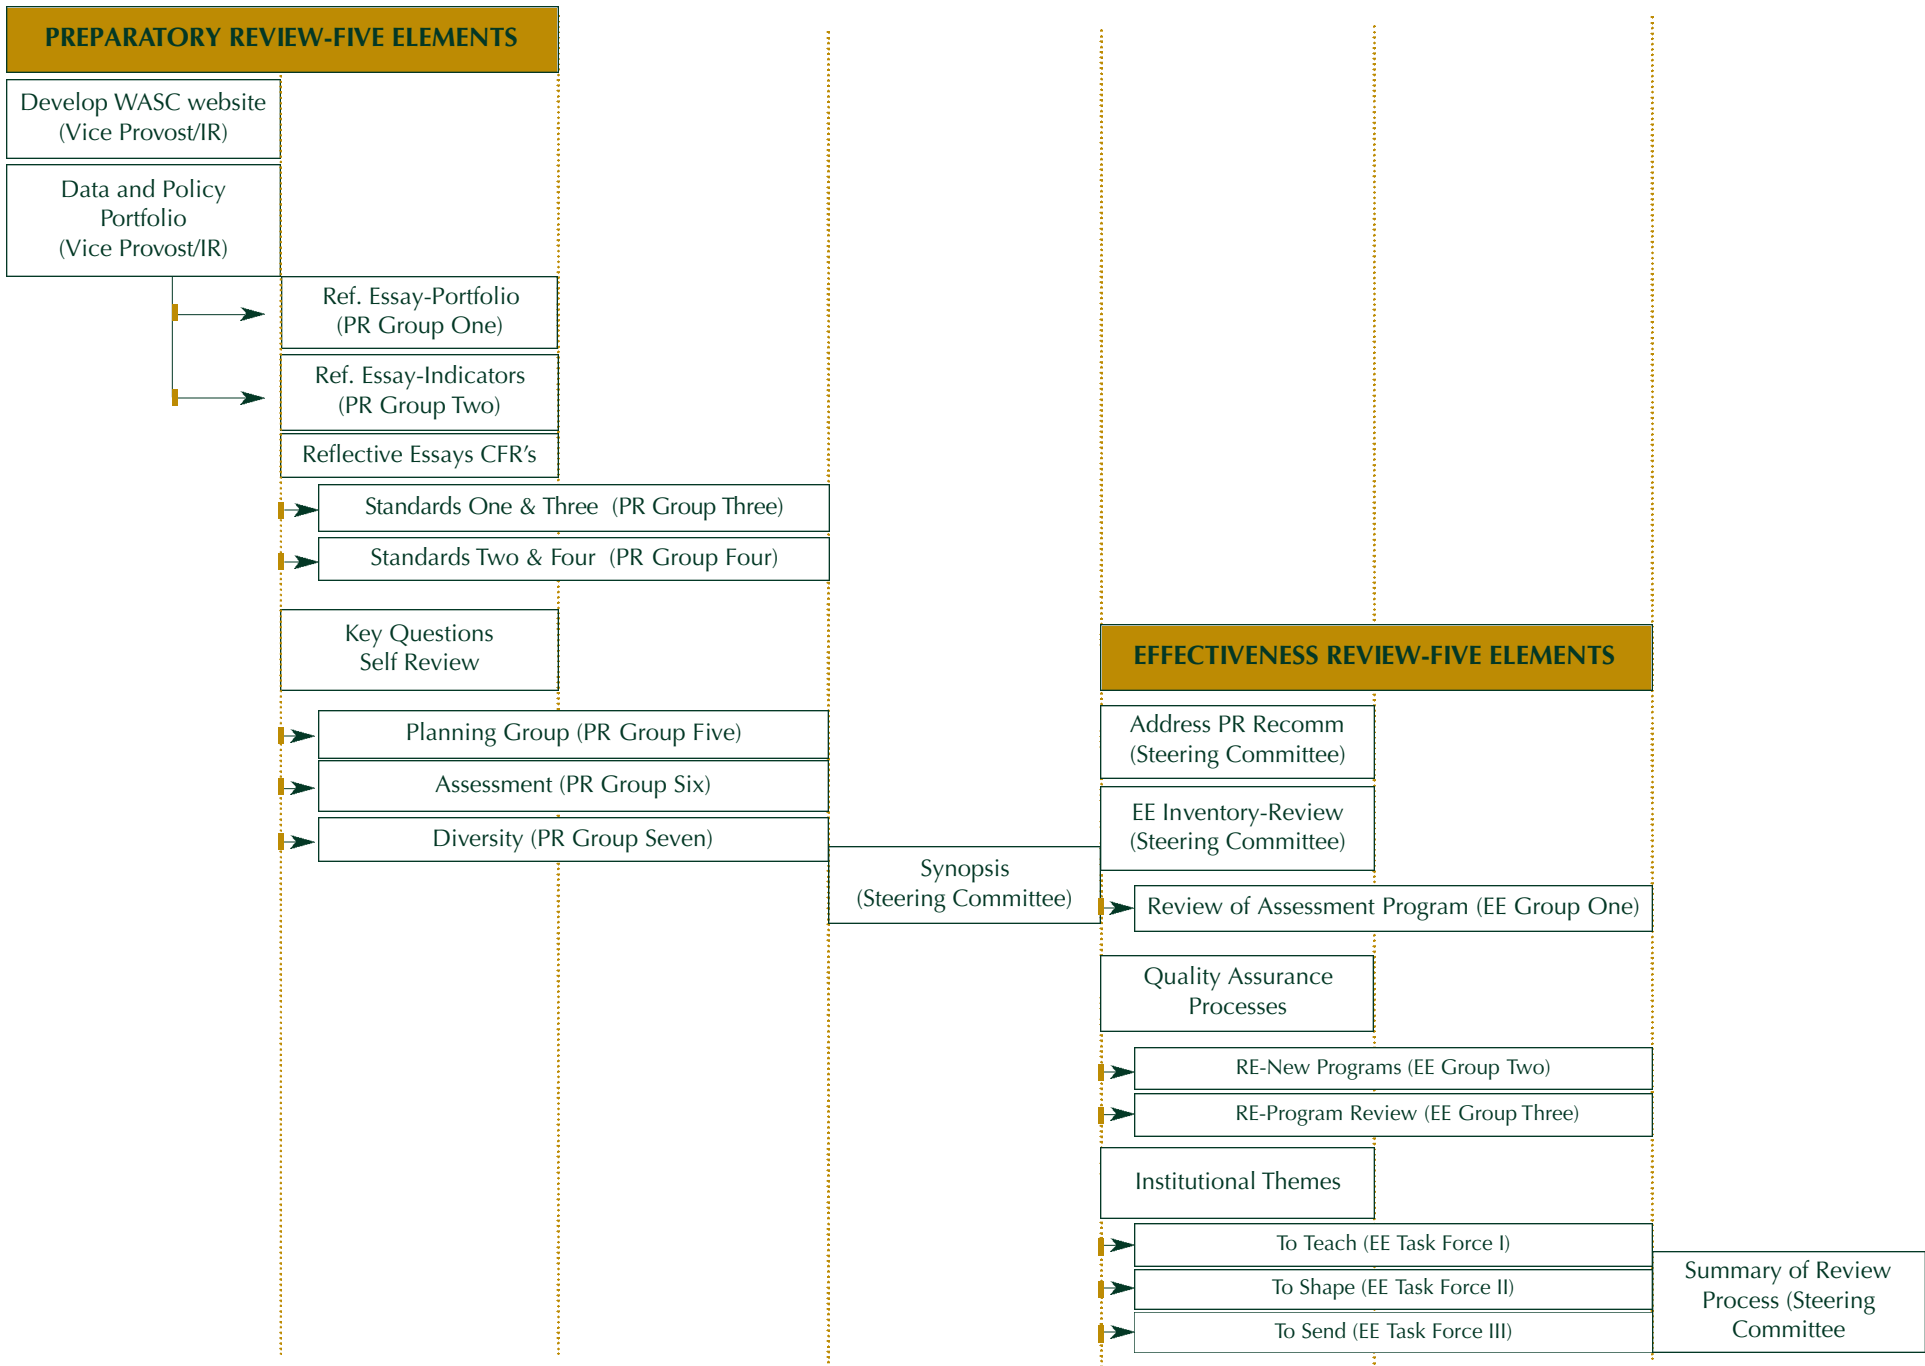 PREPARATORY REVIEW-FIVE ELEMENTS
Develop WASC website
(Vice Provost/IR)
Data and Policy
Portfolio
(Vice Provost/IR)
Ref. Essay-Portfolio
(PR Group One)
Ref. Essay-Indicators
(PR Group Two)
Reflective Essays CFR’s
Standards One & Three (PR Group Three)
Standards Two & Four (PR Group Four)
Key Questions
Self Review
Planning Group (PR Group Five)
Assessment (PR Group Six)
Diversity (PR Group Seven)
Synopsis
(Steering Committee)
EFFECTIVENESS REVIEW-FIVE ELEMENTS
Address PR Recomm
(Steering Committee)
EE Inventory-Review
(Steering Committee)
Review of Assessment Program (EE Group One)
Quality Assurance
Processes
RE-New Programs (EE Group Two)
RE-Program Review (EE Group Three)
Institutional Themes
To Teach (EE Task Force I)
To Shape (EE Task Force II)
To Send (EE Task Force III)
Summary of Review
Process (Steering
Committee